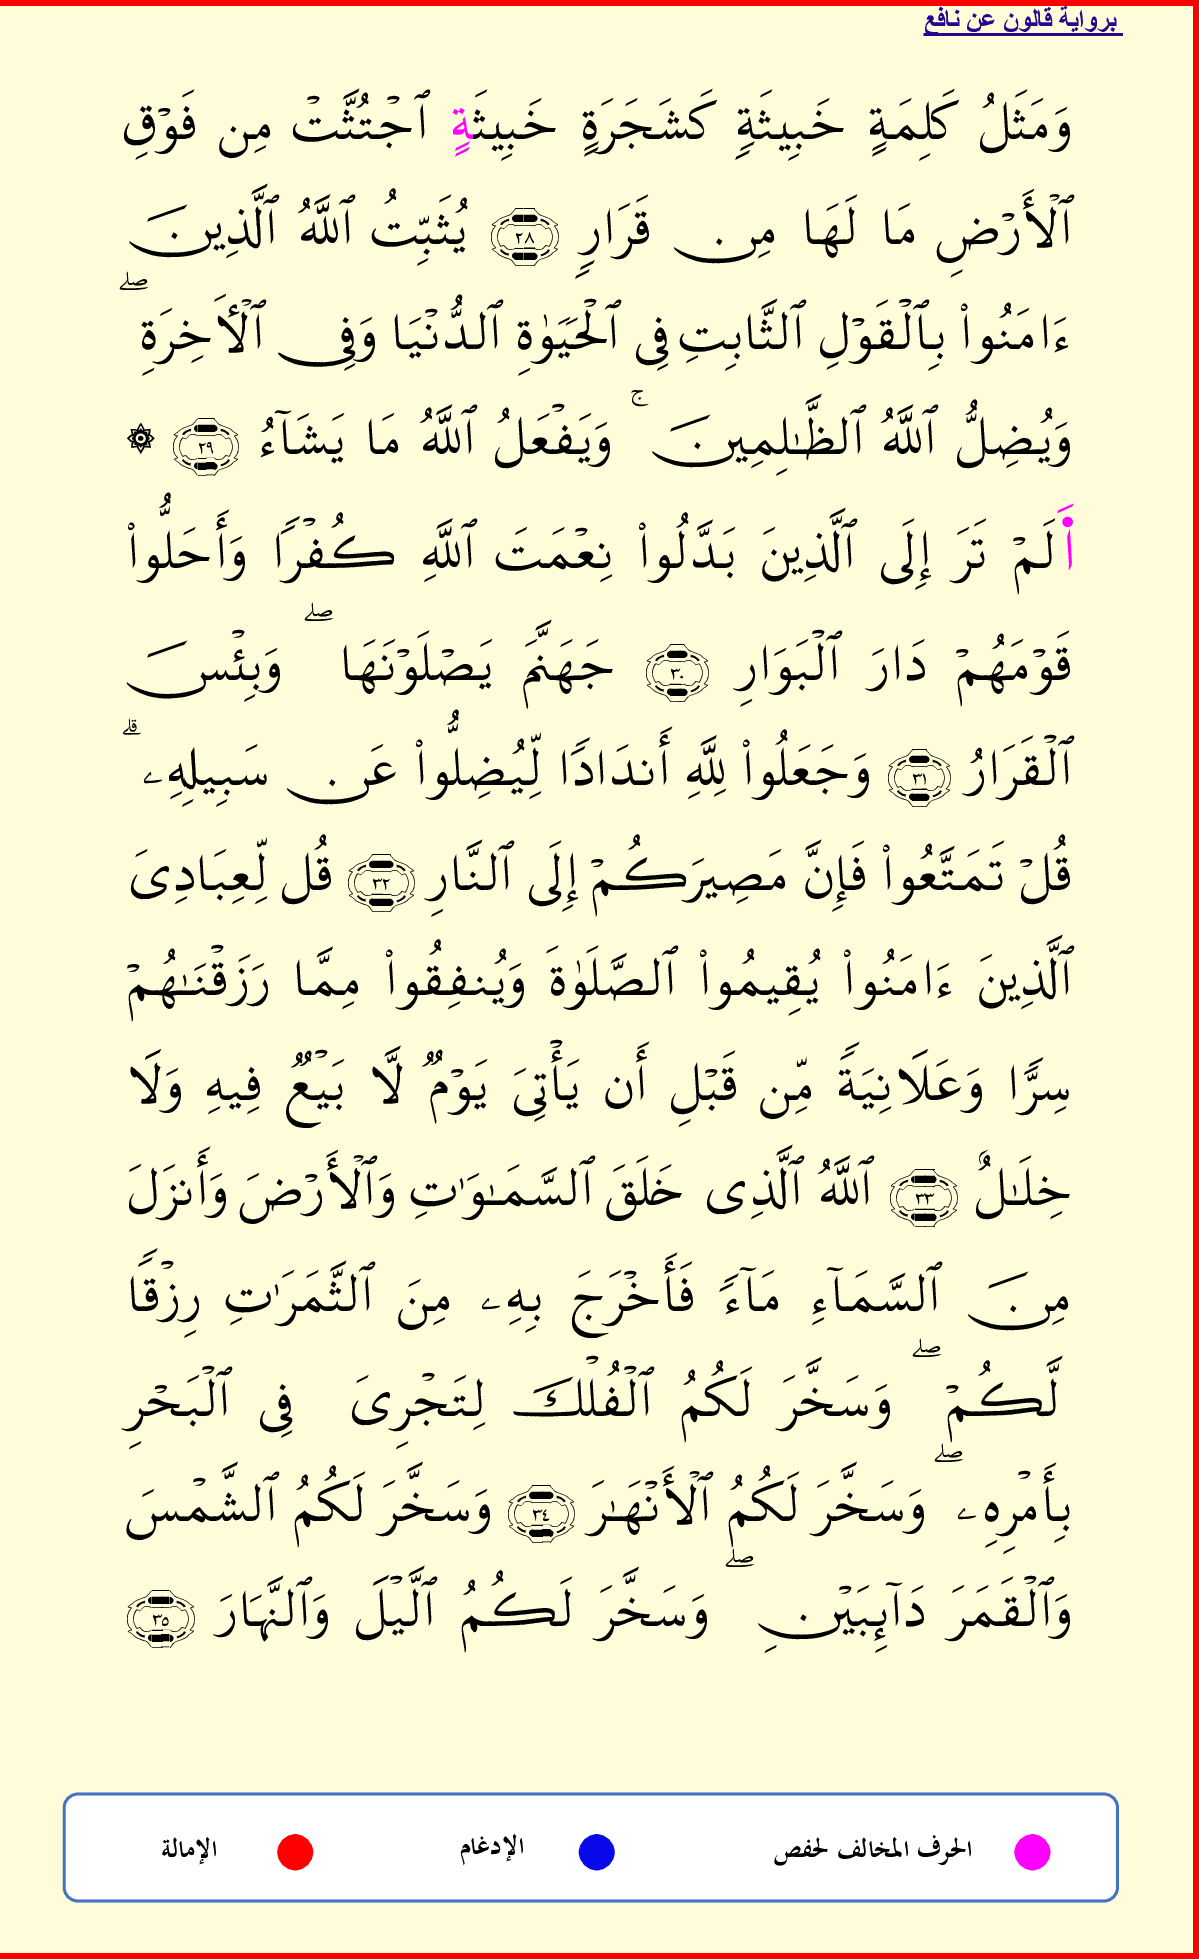 برواية قالون عن نافع
وَمَثَلُ كَلِمَةٍ خَبِيثَةٍ كَشَجَرَةٍ خَبِيثَةٍ ٱجْتُثَّتْ مِن فَوْقِ
ٱلْأَرْضِ مَا لَهَا مِن قَرَارٍ ٢٨ يُثَبِّتُ ٱللَّهُ ٱلَّذِينَ
ءَامَنُوا۟ بِٱلْقَوْلِ ٱلثَّابِتِ فِى ٱلْحَيَوٰةِ ٱلدُّنْيَا وَفِى ٱلْأَخِرَةِ ۖ
وَيُضِلُّ ٱللَّهُ ٱلظَّـٰلِمِينَ ۚ وَيَفْعَلُ ٱللَّهُ مَا يَشَآءُ ٢٩ ۞
أَلَمْ تَرَ إِلَى ٱلَّذِينَ بَدَّلُوا۟ نِعْمَتَ ٱللَّهِ كُفْرًا وَأَحَلُّوا۟
قَوْمَهُمْ دَارَ ٱلْبَوَارِ ٣٠ جَهَنَّمَ يَصْلَوْنَهَا ۖ وَبِئْسَ
ٱلْقَرَارُ ٣١ وَجَعَلُوا۟ لِلَّهِ أَندَادًا لِّيُضِلُّوا۟ عَن سَبِيلِهِۦ ۗ
قُلْ تَمَتَّعُوا۟ فَإِنَّ مَصِيرَكُمْ إِلَى ٱلنَّارِ ٣٢ قُل لِّعِبَادِىَ
ٱلَّذِينَ ءَامَنُوا۟ يُقِيمُوا۟ ٱلصَّلَوٰةَ وَيُنفِقُوا۟ مِمَّا رَزَقْنَـٰهُمْ
سِرًّا وَعَلَانِيَةً مِّن قَبْلِ أَن يَأْتِىَ يَوْمٌ لَّا بَيْعٌ فِيهِ وَلَا
خِلَـٰلٌ ٣٣ ٱللَّهُ ٱلَّذِى خَلَقَ ٱلسَّمَـٰوَٰتِ وَٱلْأَرْضَ وَأَنزَلَ
مِنَ ٱلسَّمَآءِ مَآءً فَأَخْرَجَ بِهِۦ مِنَ ٱلثَّمَرَٰتِ رِزْقًا
لَّكُمْ ۖ وَسَخَّرَ لَكُمُ ٱلْفُلْكَ لِتَجْرِىَ فِى ٱلْبَحْرِ
بِأَمْرِهِۦ ۖ وَسَخَّرَ لَكُمُ ٱلْأَنْهَـٰرَ ٣٤ وَسَخَّرَ لَكُمُ ٱلشَّمْسَ
وَٱلْقَمَرَ دَآئِبَيْنِ ۖ وَسَخَّرَ لَكُمُ ٱلَّيْلَ وَٱلنَّهَارَ ٣٥
الحرف المخالف لحفص الإدغام الإمالة